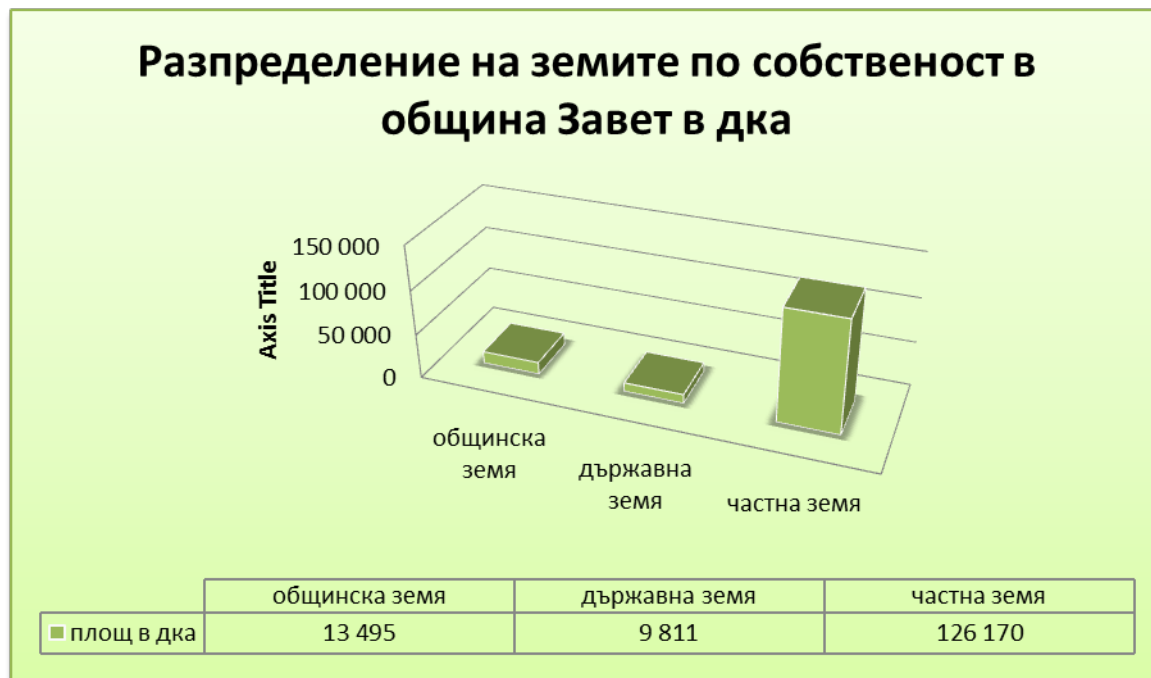 Разпределение на земите по собственост в
община Завет в дка
Axis Title
150 000
100 000
50 000
0
общинска
земя
държавна
земя
частна земя
общинска земя държавна земя частна земя
площ в дка 13 495 9 811 126 170